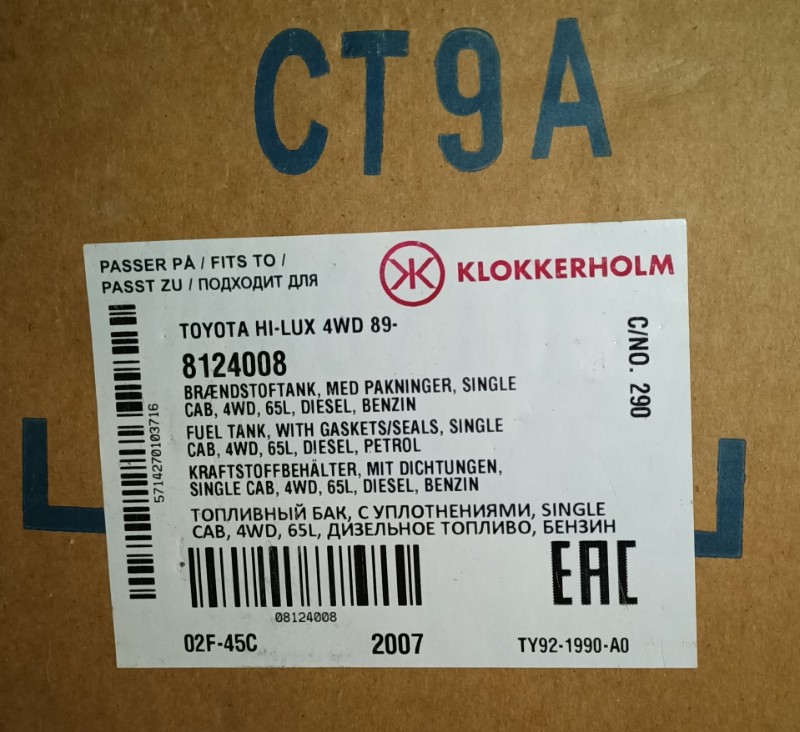 CT9A
PASSER PÅ / FITS TO /
PASST ZU / ПОДХОДИТ ДЛЯ
KLOKKERHOLM
TOYOTA HI-LUX 4WD 89-
8124008
BRÆNDSTOFTANK, MED PAKNINGER, SINGLE
CAB, 4WD, 65L, DIESEL, BENZIN
FUEL TANK, WITH GASKETS/SEALS, SINGLE
CAB, 4WD, 65L, DIESEL, PETROL
KRAFTSTOFFBEHÄLTER, MIT DICHTUNGEN,
SINGLE CAB, 4WD, 65L, DIESEL, BENZIN
ТОПЛИВНЫЙ БАК, С УПЛОТНЕНИЯМИ, SINGLE
CAB, 4WD, 65L, ДИЗЕЛЬНОЕ ТОПЛИВО, БЕНЗИН
C/NO. 290
5714270103716
08124008
EAC
02F-45C
2007
TY92-1990-A0